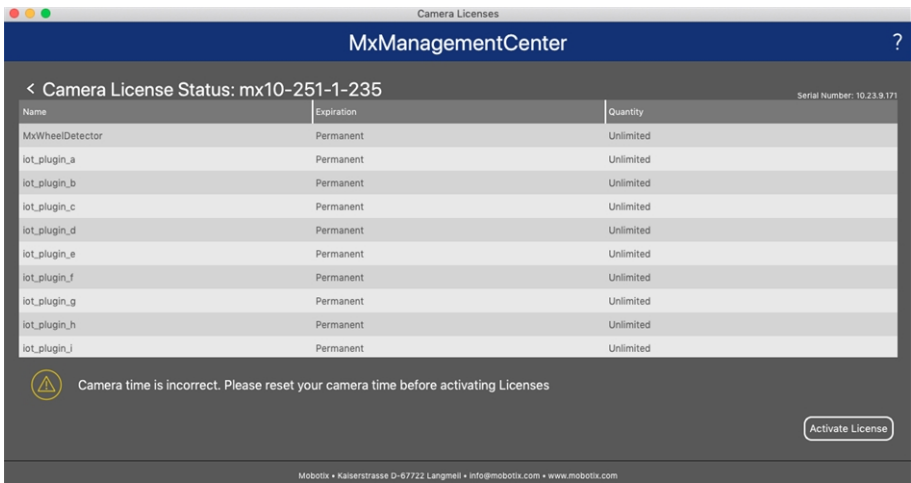 Camera Licenses
MxManagementCenter ?
< Camera License Status: mx10-251-1-235
Serial Number: 10.23.9.171
Name Expiration Quantity
MxWheelDetector Permanent Unlimited
iot_plugin_a Permanent Unlimited
iot_plugin_b Permanent Unlimited
iot_plugin_c Permanent Unlimited
iot_plugin_d Permanent Unlimited
iot_plugin_e Permanent Unlimited
iot_plugin_f Permanent Unlimited
iot_plugin_g Permanent Unlimited
iot_plugin_h Permanent Unlimited
iot_plugin_i Permanent Unlimited
Camera time is incorrect. Please reset your camera time before activating Licenses
Activate License
Mobotix • Kaiserstrasse D-67722 Langmeil • info@mobotix.com • www.mobotix.com